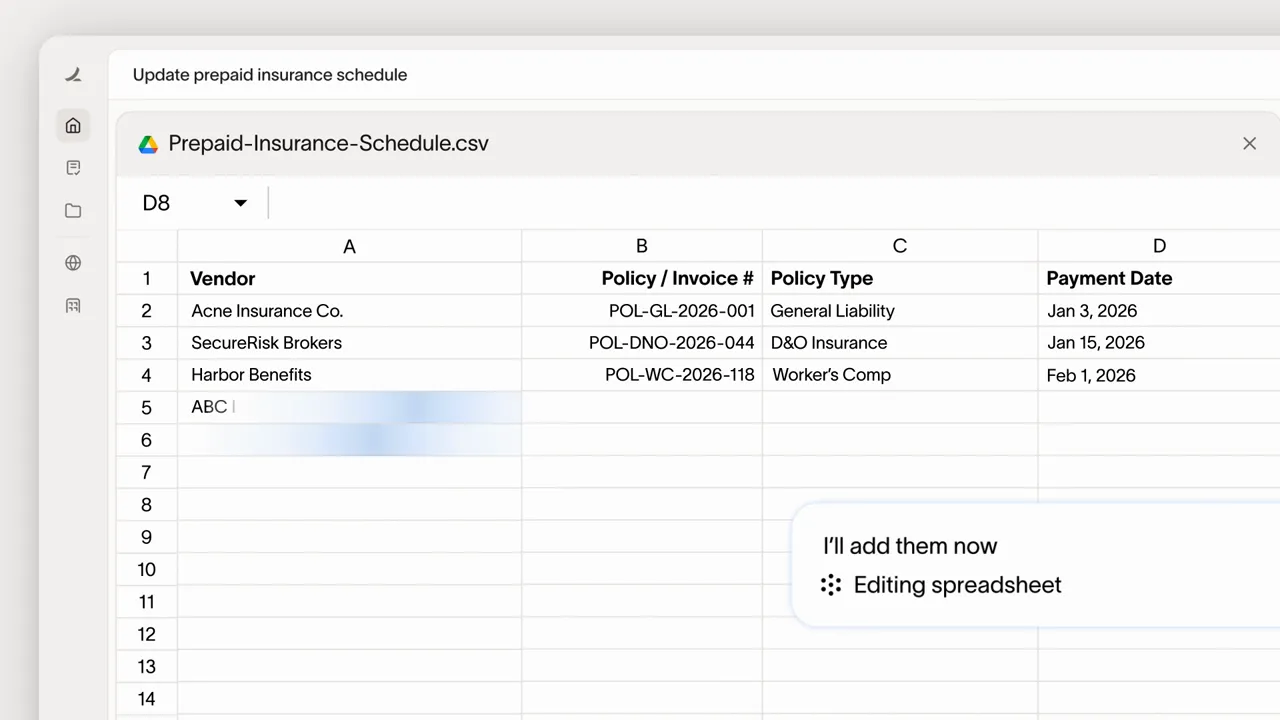 Update prepaid insurance schedule
Prepaid-Insurance-Schedule.csv
D8
A B C D
1 Vendor Policy / Invoice # Policy Type Payment Date
2 Acne Insurance Co. POL-GL-2026-001 General Liability Jan 3, 2026
3 SecureRisk Brokers POL-DNO-2026-044 D&O Insurance Jan 15, 2026
4 Harbor Benefits POL-WC-2026-118 Worker’s Comp Feb 1, 2026
5 ABC
6
7
8
9
10
11
12
13
14
I’ll add them now
Editing spreadsheet